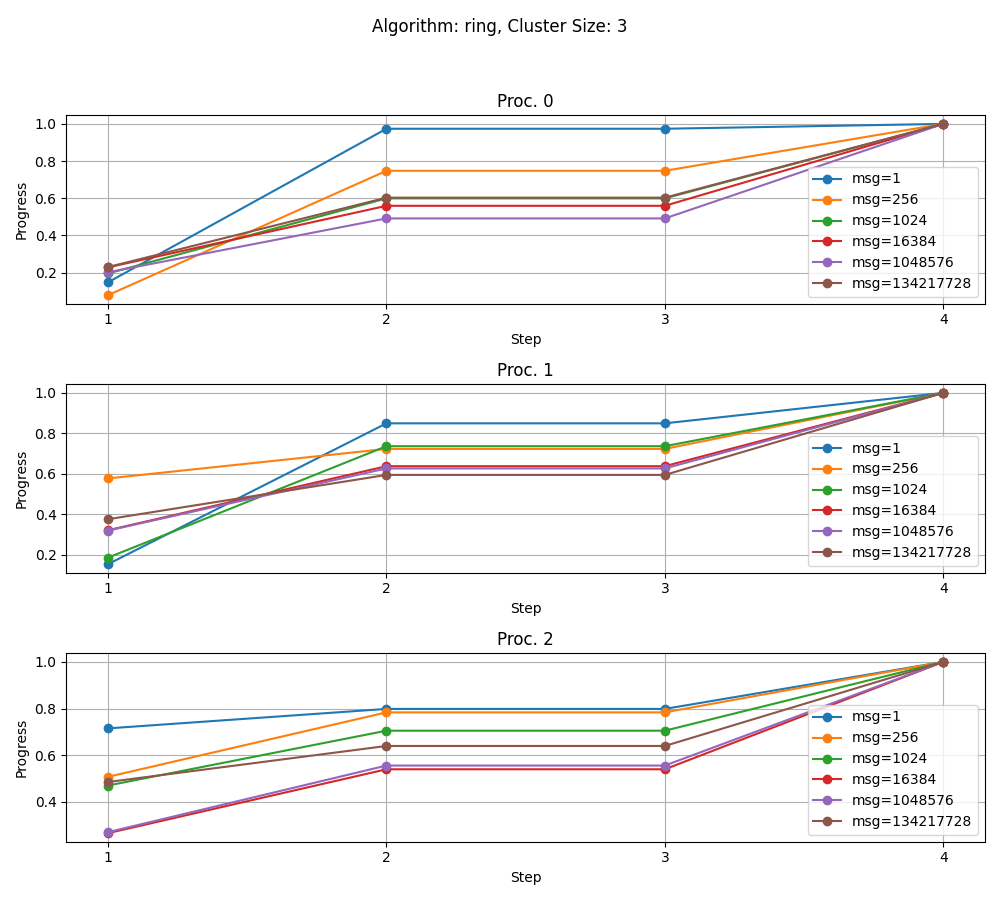 Algorithm: ring, Cluster Size: 3
Proc. 0
Progress
1.0
0.8
0.6
0.4
0.2
1 2 3 4
Step
msg=1
msg=256
msg=1024
msg=16384
msg=1048576
msg=134217728
Proc. 1
Progress
1.0
0.8
0.6
0.4
0.2
1 2 3 4
Step
msg=1
msg=256
msg=1024
msg=16384
msg=1048576
msg=134217728
Proc. 2
Progress
1.0
0.8
0.6
0.4
1 2 3 4
Step
msg=1
msg=256
msg=1024
msg=16384
msg=1048576
msg=134217728